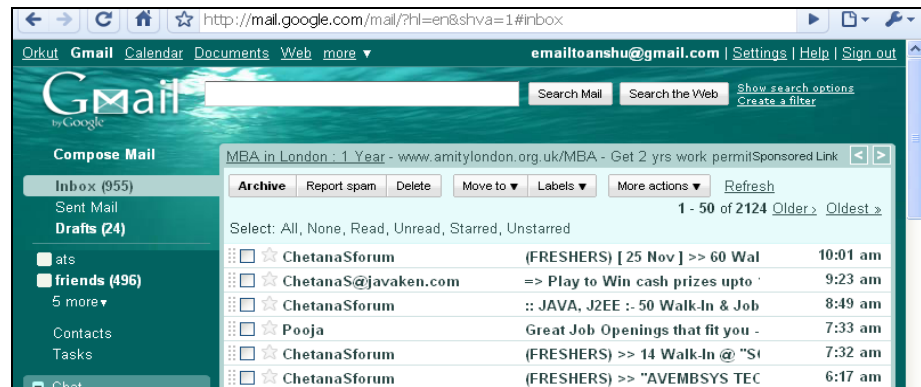 http://mail.google.com/mail/?hl=en&shva=1#inbox
Orkut Gmail Calendar Documents Web more ▼ emailtoanshu@gmail.com | Settings | Help | Sign out
Gmail by Google
Search Mail Search the Web Show search options
Create a filter
Compose Mail
Inbox (955)
Sent Mail
Drafts (24)
ats
friends (496)
5 more▾
Contacts
Tasks
Chat
MBA in London : 1 Year - www.amitylondon.org.uk/MBA - Get 2 yrs work permit Sponsored Link < >
Archive Report spam Delete Move to ▼ Labels ▼ More actions ▼ Refresh
1 - 50 of 2124 Older › Oldest »
Select: All, None, Read, Unread, Starred, Unstarred
ChetanaSforum (FRESHERS) [ 25 Nov ] >> 60 Wal 10:01 am
ChetanaS@javaken.com => Play to Win cash prizes upto 9:23 am
ChetanaSforum :: JAVA, J2EE :- 50 Walk-In & Job 8:49 am
Pooja Great Job Openings that fit you - 7:33 am
ChetanaSforum (FRESHERS) >> 14 Walk-In @ "S 7:32 am
ChetanaSforum (FRESHERS) >> "AVEMBSYS TEC 6:17 am